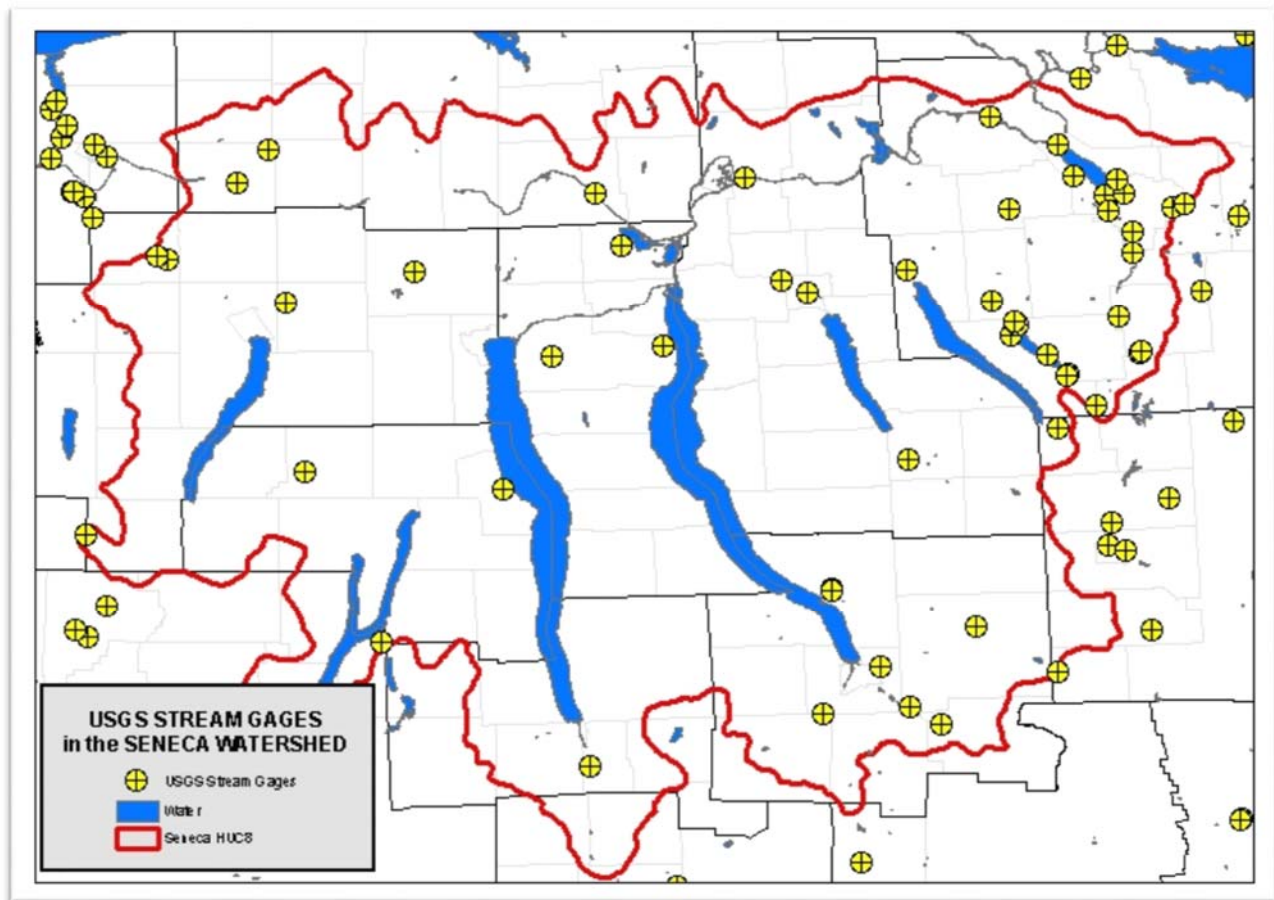 USGS STREAM GAGES
in the SENECA WATERSHED
USGS Stream Gages
Water
Seneca HUC8